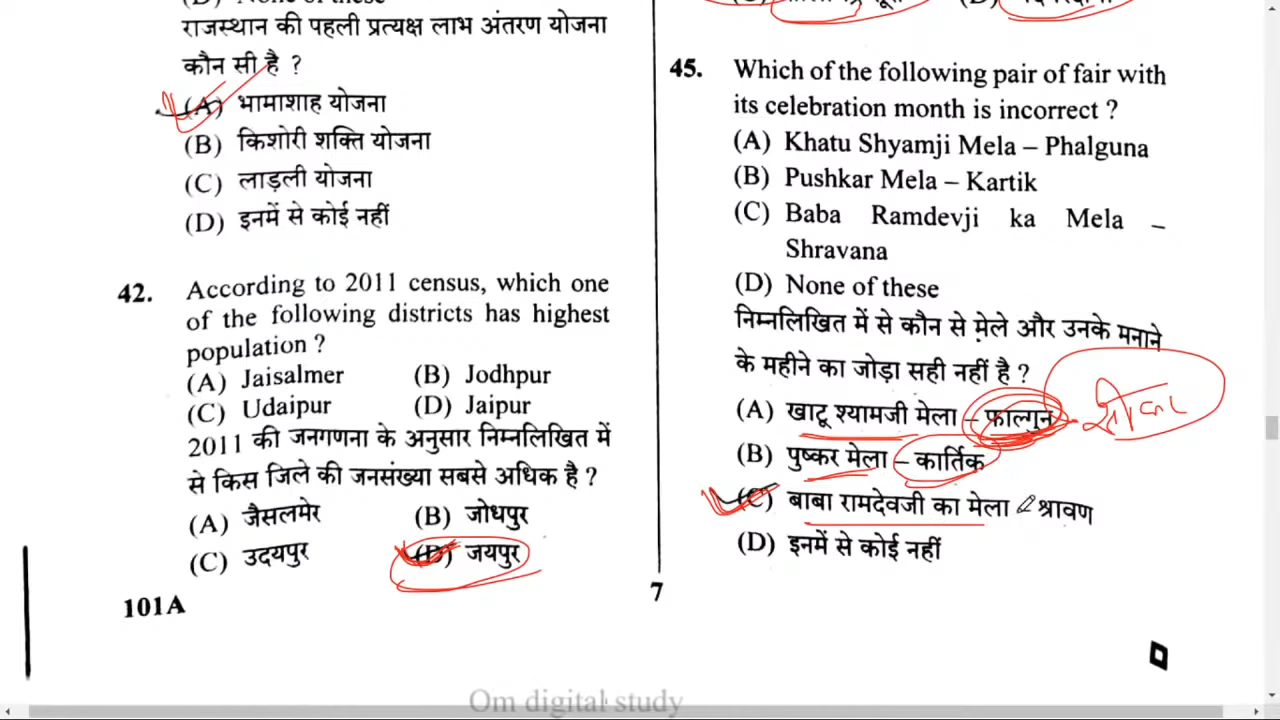 (D) None of these
राजस्थान की पहली प्रत्यक्ष लाभ अंतरण योजना
कौन सी है ?
(A) भामाशाह योजना
(B) किशोरी शक्ति योजना
(C) लाड़ली योजना
(D) इनमें से कोई नहीं
42. According to 2011 census, which one
of the following districts has highest
population ?
(A) Jaisalmer (B) Jodhpur
(C) Udaipur (D) Jaipur
2011 की जनगणना के अनुसार निम्नलिखित में
से किस जिले की जनसंख्या सबसे अधिक है ?
(A) जैसलमेर (B) जोधपुर
(C) उदयपुर (D) जयपुर
101A
45. Which of the following pair of fair with
its celebration month is incorrect ?
(A) Khatu Shyamji Mela – Phalguna
(B) Pushkar Mela – Kartik
(C) Baba Ramdevji ka Mela –
Shravana
(D) None of these
निम्नलिखित में से कौन से मेले और उनके मनाने
के महीने का जोड़ा सही नहीं है ?
(A) खाटू श्यामजी मेला – फाल्गुन
(B) पुष्कर मेला – कार्तिक
(C) बाबा रामदेवजी का मेला श्रावण
(D) इनमें से कोई नहीं
7
Om digital study